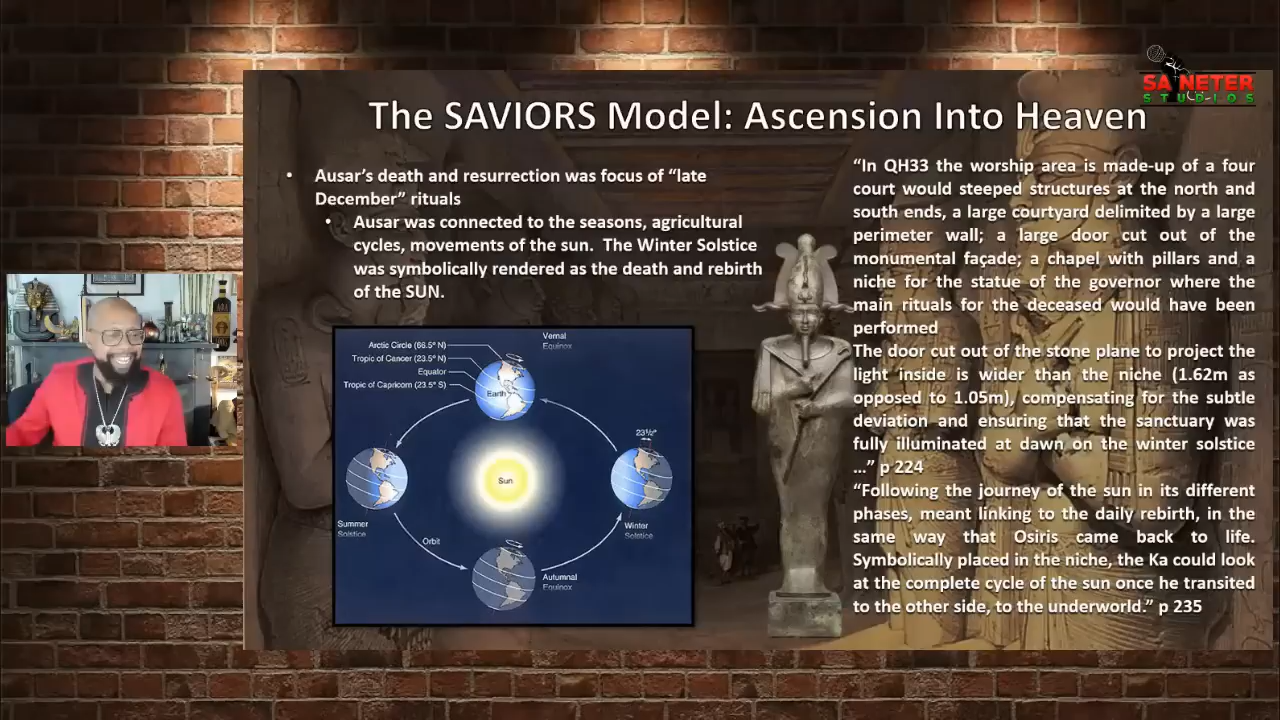 SA NETER
STUDIOS
The SAVIORS Model: Ascension Into Heaven
• Ausar’s death and resurrection was focus of “late
December” rituals
• Ausar was connected to the seasons, agricultural
cycles, movements of the sun.  The Winter Solstice
was symbolically rendered as the death and rebirth
of the SUN.
Vernal
Equinox
Arctic Circle (66.5° N)
Tropic of Cancer (23.5° N)
Equator
Tropic of Capricorn (23.5° S)
Earth
23½°
Sun
Summer
Solstice
Winter
Solstice
Orbit
Autumnal
Equinox
“In QH33 the worship area is made-up of a four
court would steeped structures at the north and
south ends, a large courtyard delimited by a large
perimeter wall; a large door cut out of the
monumental façade; a chapel with pillars and a
niche for the statue of the governor where the
main rituals for the deceased would have been
performed
The door cut out of the stone plane to project the
light inside is wider than the niche (1.62m as
opposed to 1.05m), compensating for the subtle
deviation and ensuring that the sanctuary was
fully illuminated at dawn on the winter solstice
…” p 224
“Following the journey of the sun in its different
phases, meant linking to the daily rebirth, in the
same way that Osiris came back to life.
Symbolically placed in the niche, the Ka could look
at the complete cycle of the sun once he transited
to the other side, to the underworld.” p 235